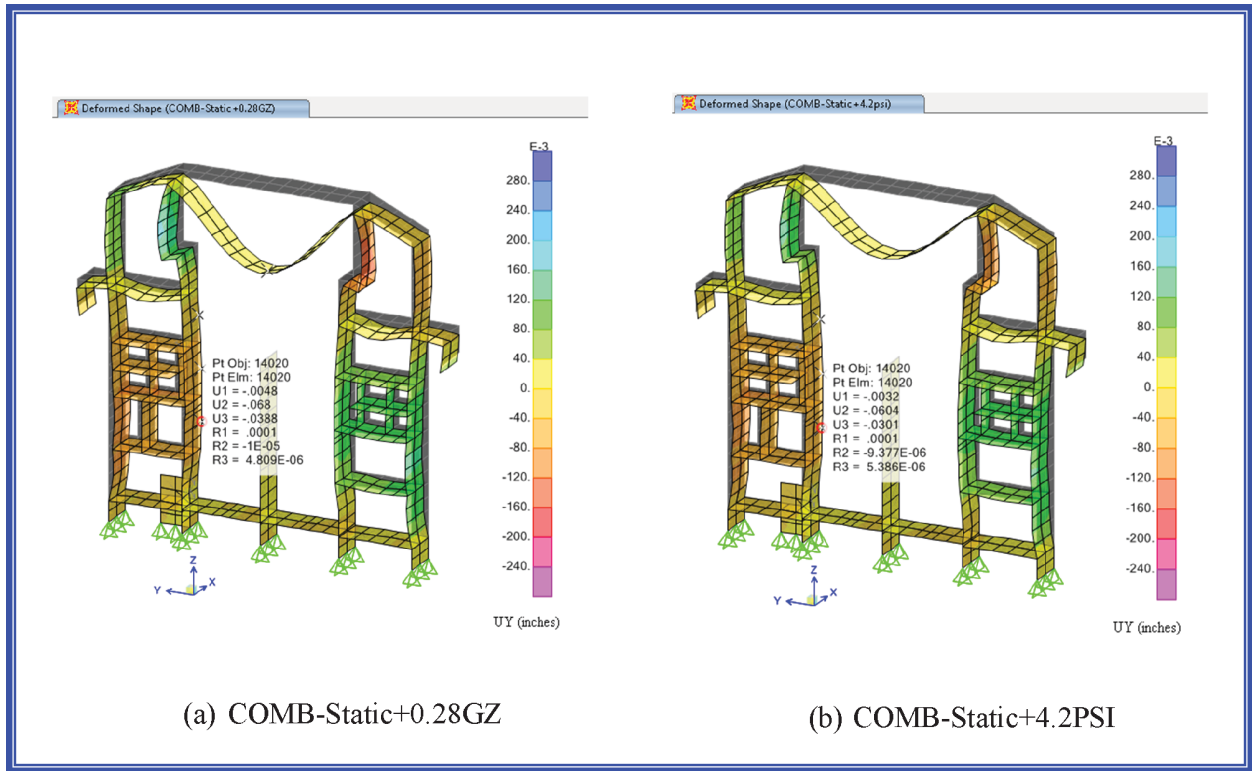 Deformed Shape (COMB-Static+0.28GZ)
E-3
280.
240.
200.
160.
120.
80.
40.
0.
-40.
-80.
-120.
-160.
-200.
-240.
Pt Obj: 14020
Pt Elm: 14020
U1 = -.0048
U2 = -.068
U3 = -.0388
R1 = .0001
R2 = -1E-05
R3 = 4.809E-06
Z
Y
X
UY (inches)
(a) COMB-Static+0.28GZ
Deformed Shape (COMB-Static+4.2psi)
E-3
280.
240.
200.
160.
120.
80.
40.
0.
-40.
-80.
-120.
-160.
-200.
-240.
Pt Obj: 14020
Pt Elm: 14020
U1 = -.0032
U2 = -.0604
U3 = -.0301
R1 = .0001
R2 = -9.377E-06
R3 = 5.386E-06
Z
Y
X
UY (inches)
(b) COMB-Static+4.2PSI